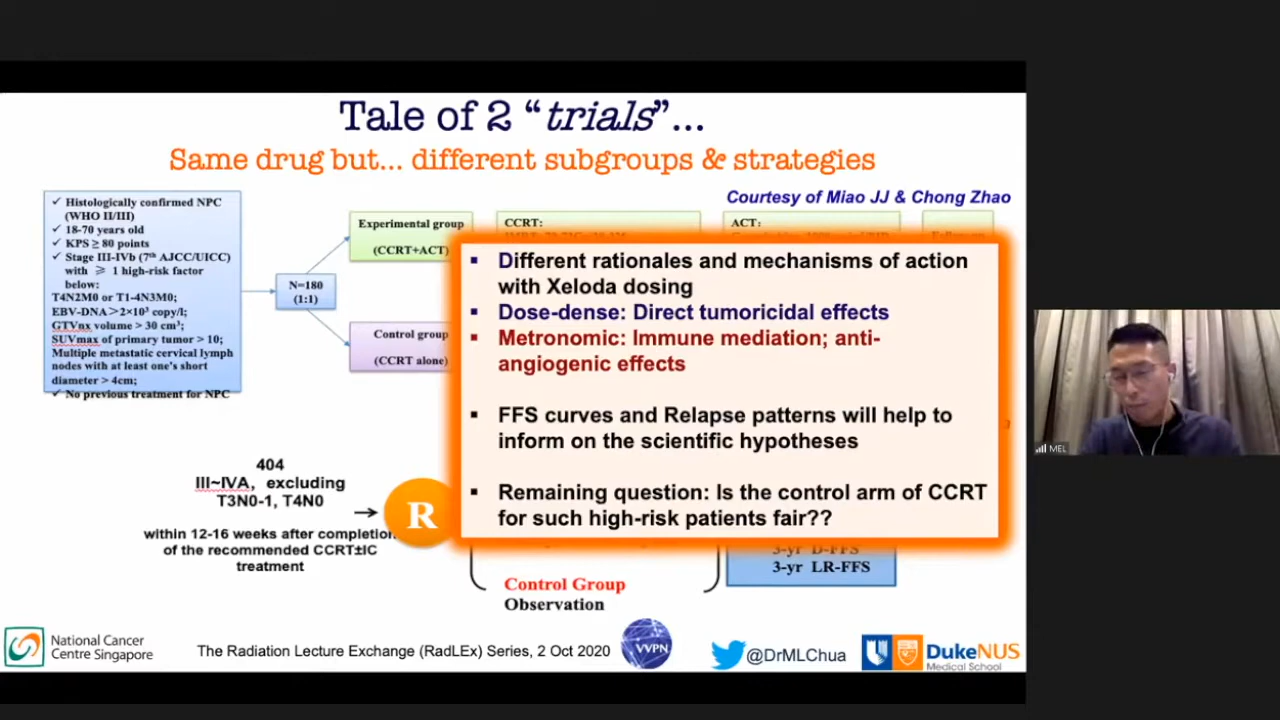 Tale of 2 “trials”...
Same drug but... different subgroups & strategies
Courtesy of Miao JJ & Chong Zhao
✓ Histologically confirmed NPC
(WHO II/III)
✓ 18-70 years old
✓ KPS ≥ 80 points
✓ Stage III-IVb (7th AJCC/UICC)
with ≥ 1 high-risk factor
below:
T4N2M0 or T1-4N3M0;
EBV-DNA>2×10³ copy/l;
GTVnx volume > 30 cm³;
SUVmax of primary tumor > 10;
Multiple metastatic cervical lymph
nodes with at least one's short
diameter > 4cm;
✓ No previous treatment for NPC
N=180
(1:1)
Experimental group
(CCRT+ACT)
Control group
(CCRT alone)
CCRT:
ACT:
▪ Different rationales and mechanisms of action
with Xeloda dosing
▪ Dose-dense: Direct tumoricidal effects
▪ Metronomic: Immune mediation; anti-
angiogenic effects
▪ FFS curves and Relapse patterns will help to
inform on the scientific hypotheses
▪ Remaining question: Is the control arm of CCRT
for such high-risk patients fair??
404
III~IVA, excluding
T3N0-1, T4N0
within 12-16 weeks after completion
of the recommended CCRT±IC
treatment
R
Control Group
Observation
3-yr D-FFS
3-yr LR-FFS
National Cancer
Centre Singapore
The Radiation Lecture Exchange (RadLEx) Series, 2 Oct 2020
VVPN
@DrMLChua
DukeNUS
Medical School
MEL